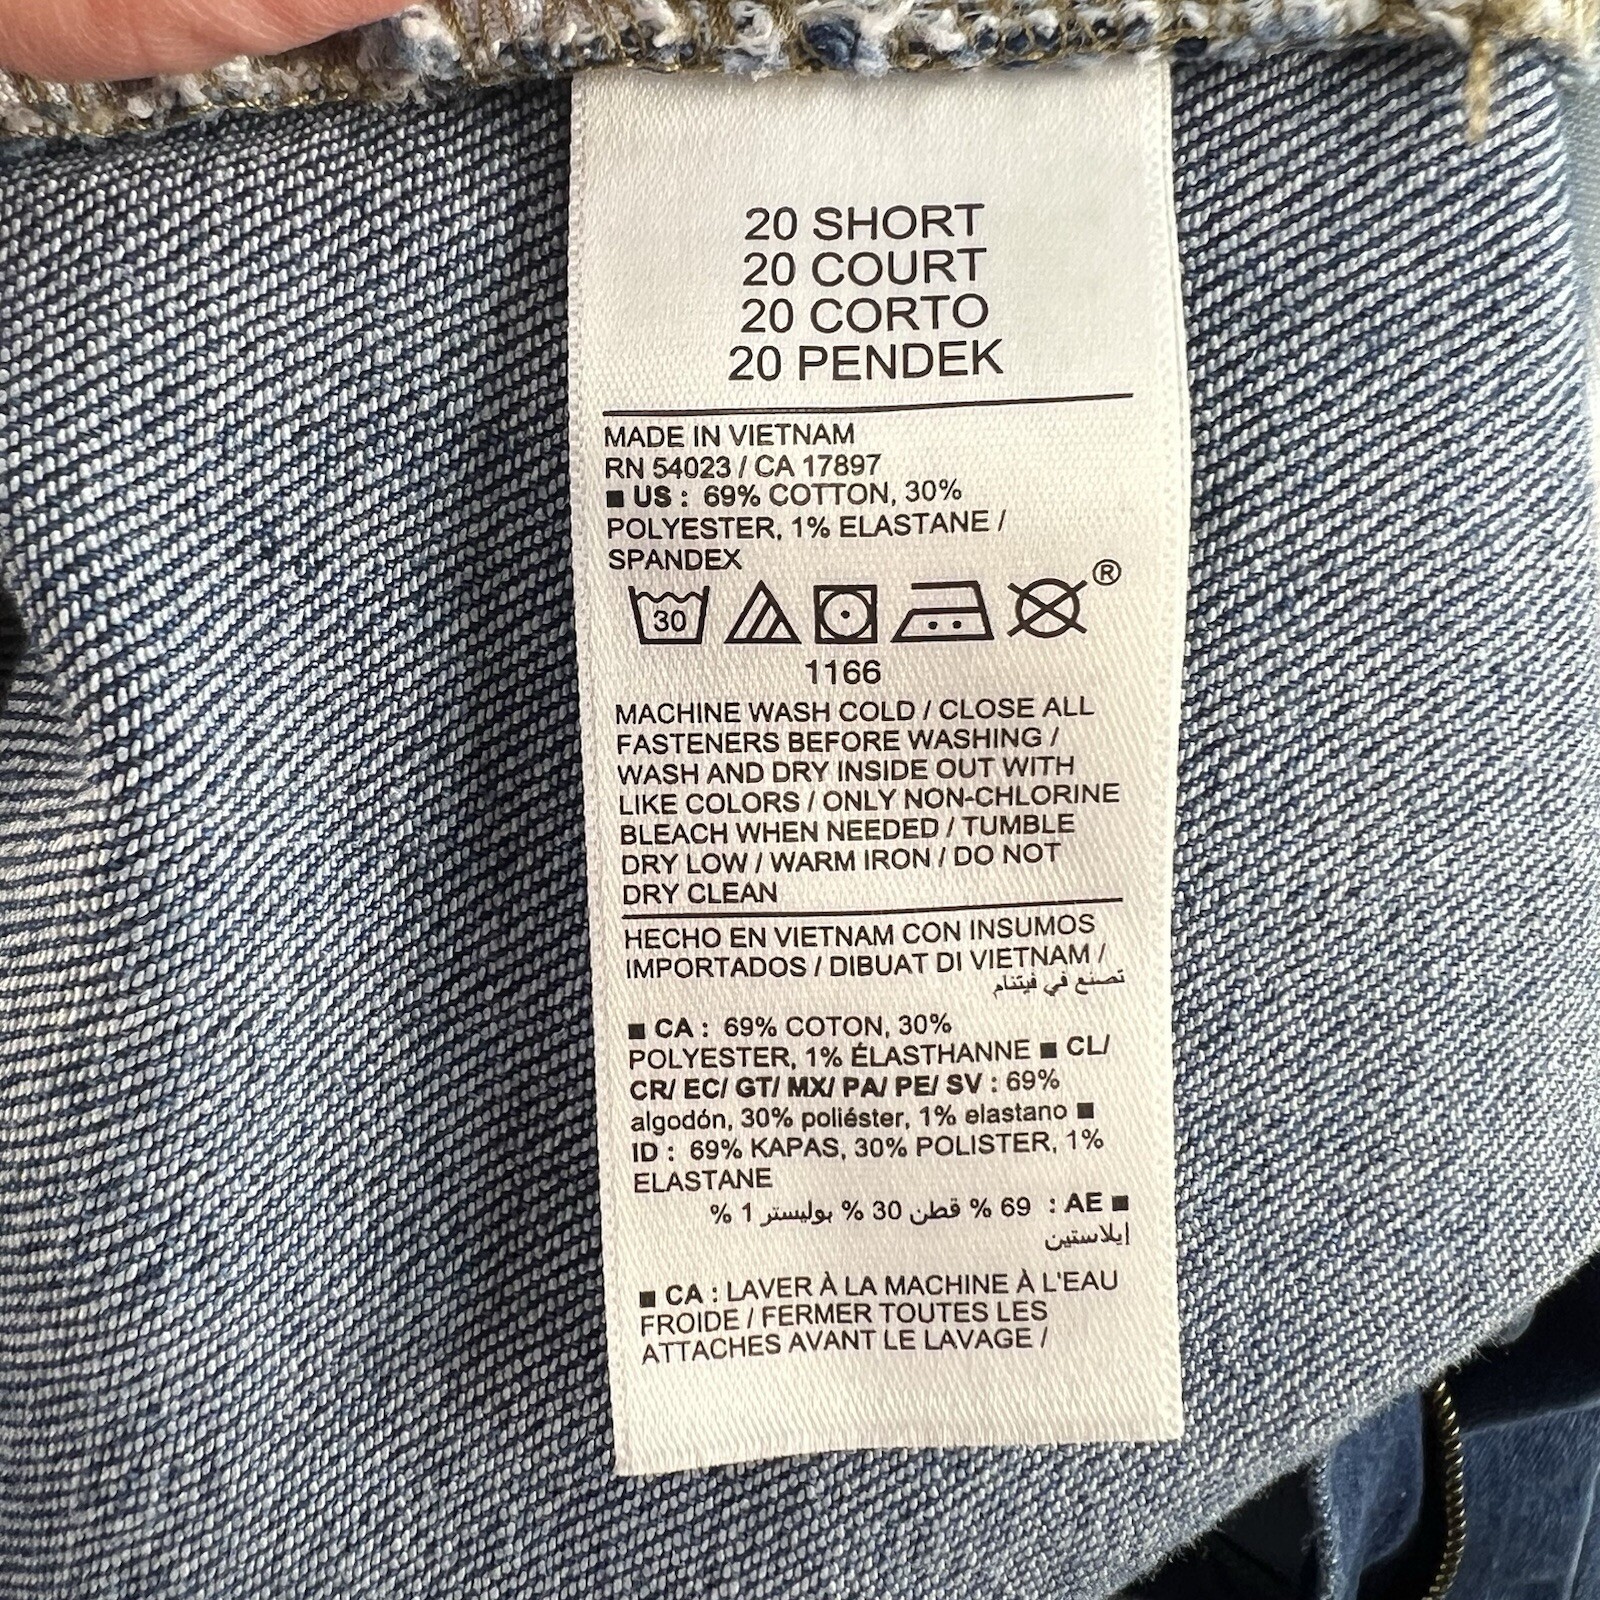 20 SHORT
20 COURT
20 CORTO
20 PENDEK
MADE IN VIETNAM
RN 54023 / CA 17897
■ US : 69% COTTON, 30%
POLYESTER, 1% ELASTANE /
SPANDEX
30
®
1166
MACHINE WASH COLD / CLOSE ALL
FASTENERS BEFORE WASHING /
WASH AND DRY INSIDE OUT WITH
LIKE COLORS / ONLY NON-CHLORINE
BLEACH WHEN NEEDED / TUMBLE
DRY LOW / WARM IRON / DO NOT
DRY CLEAN
HECHO EN VIETNAM CON INSUMOS
IMPORTADOS / DIBUAT DI VIETNAM /
تصنع في فيتنام
■ CA : 69% COTON, 30%
POLYESTER, 1% ÉLASTHANNE ■ CL/
CR/ EC/ GT/ MX/ PA/ PE/ SV : 69%
algodón, 30% poliéster, 1% elastano ■
ID : 69% KAPAS, 30% POLISTER, 1%
ELASTANE
■ AE : 69 % قطن 30 % بوليستر 1 %
إيلاستين
■ CA : LAVER À LA MACHINE À L'EAU
FROIDE / FERMER TOUTES LES
ATTACHES AVANT LE LAVAGE /